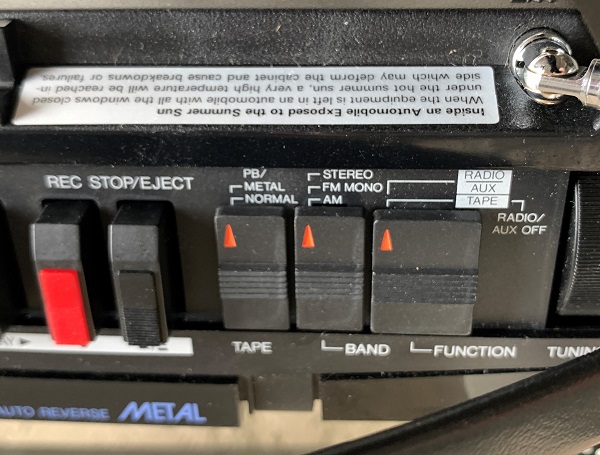 Inside an Automobile Exposed to the Summer Sun
When the equipment is left in an automobile with all the windows closed
under the hot summer sun, a very high temperature will be reached in-
side which may deform the cabinet and cause breakdowns or failures
REC STOP/EJECT
PB/
METAL
NORMAL
STEREO
FM MONO
AM
RADIO
AUX
TAPE
RADIO/
AUX OFF
TAPE
BAND
FUNCTION
AUTO REVERSE METAL